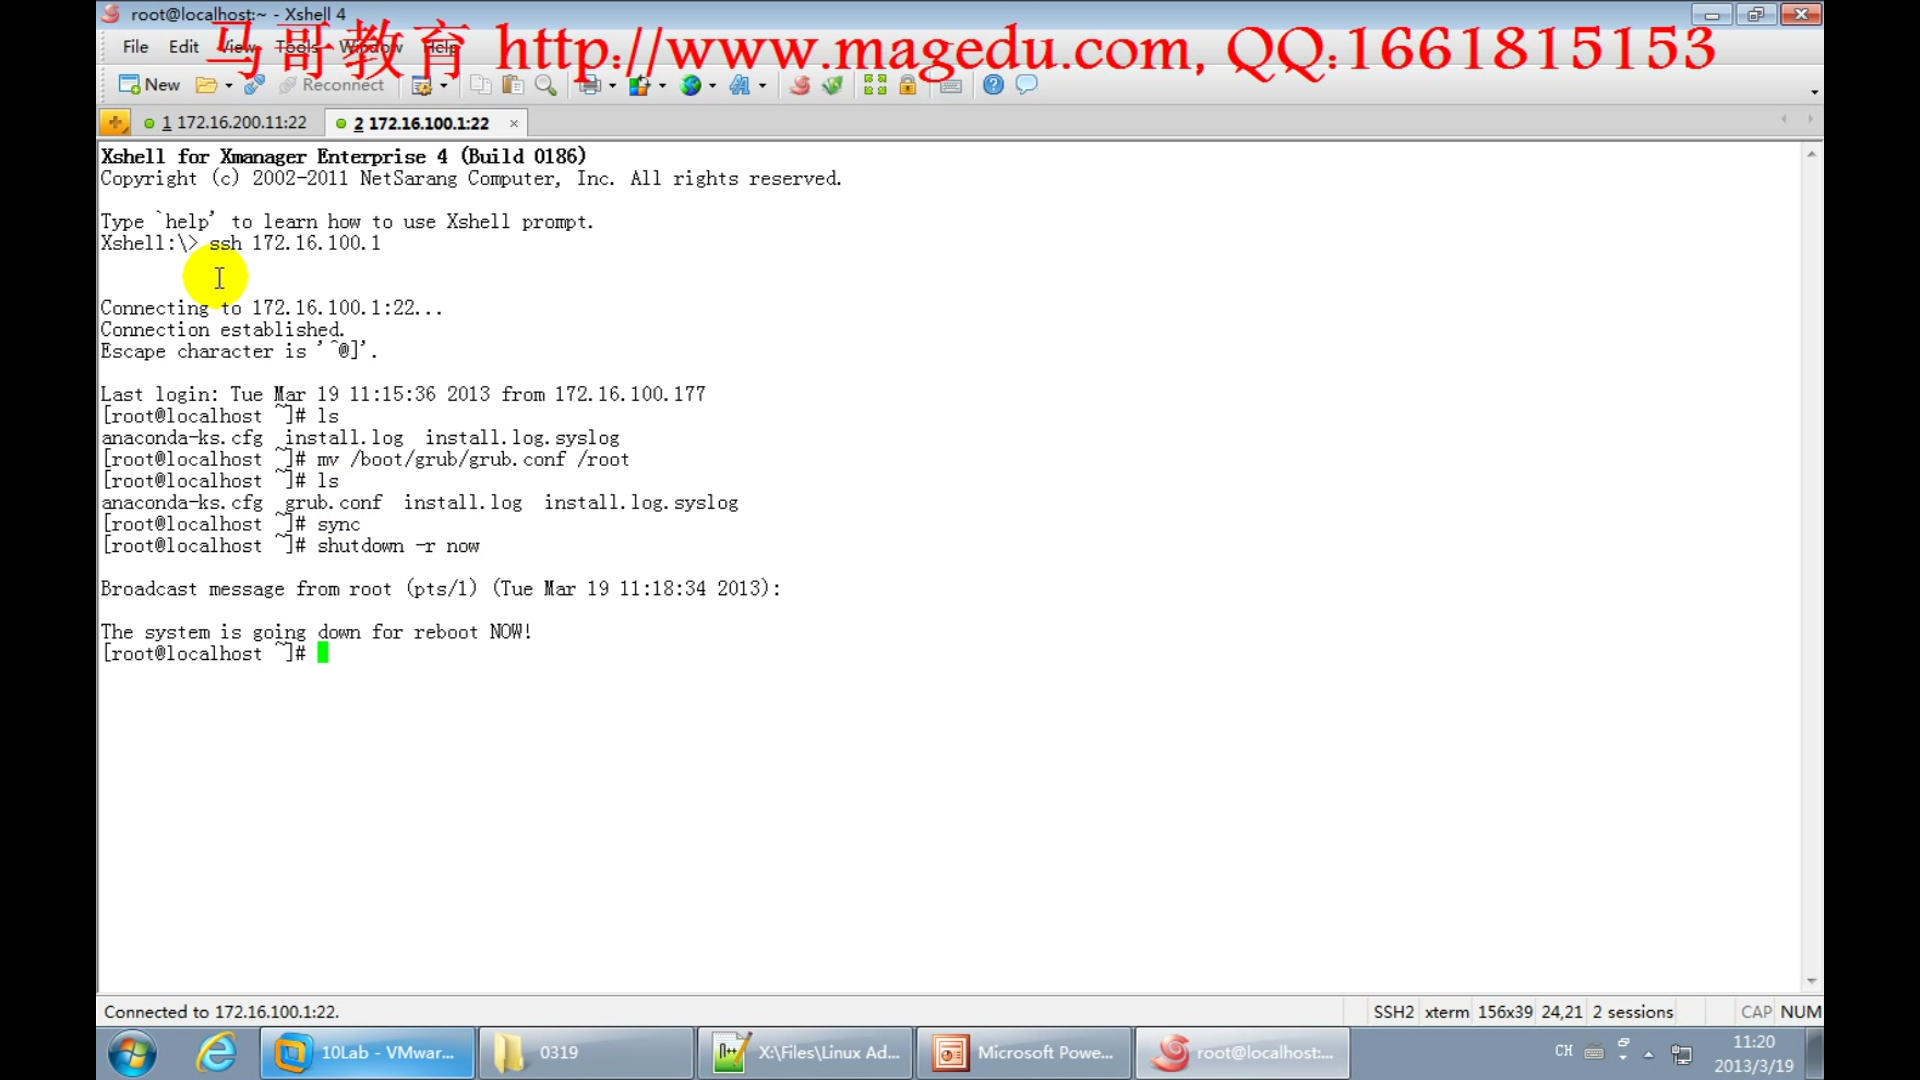 root@localhost:~ - Xshell 4
File Edit View Tools Window Help
马哥教育 http://www.magedu.com, QQ:1661815153
New Reconnect
1 172.16.200.11:22 2 172.16.100.1:22
Xshell for Xmanager Enterprise 4 (Build 0186)
Copyright (c) 2002-2011 NetSarang Computer, Inc. All rights reserved.
Type `help' to learn how to use Xshell prompt.
Xshell:\> ssh 172.16.100.1
Connecting to 172.16.100.1:22...
Connection established.
Escape character is '^@]'.
Last login: Tue Mar 19 11:15:36 2013 from 172.16.100.177
[root@localhost ~]# ls
anaconda-ks.cfg  install.log  install.log.syslog
[root@localhost ~]# mv /boot/grub/grub.conf /root
[root@localhost ~]# ls
anaconda-ks.cfg  grub.conf  install.log  install.log.syslog
[root@localhost ~]# sync
[root@localhost ~]# shutdown -r now
Broadcast message from root (pts/1) (Tue Mar 19 11:18:34 2013):
The system is going down for reboot NOW!
[root@localhost ~]#
Connected to 172.16.100.1:22. SSH2 xterm 156x39 24,21 2 sessions CAP NUM
10Lab - VMwar... 0319 X:\Files\Linux Ad... Microsoft Powe... root@localhost:... CH 11:20
2013/3/19